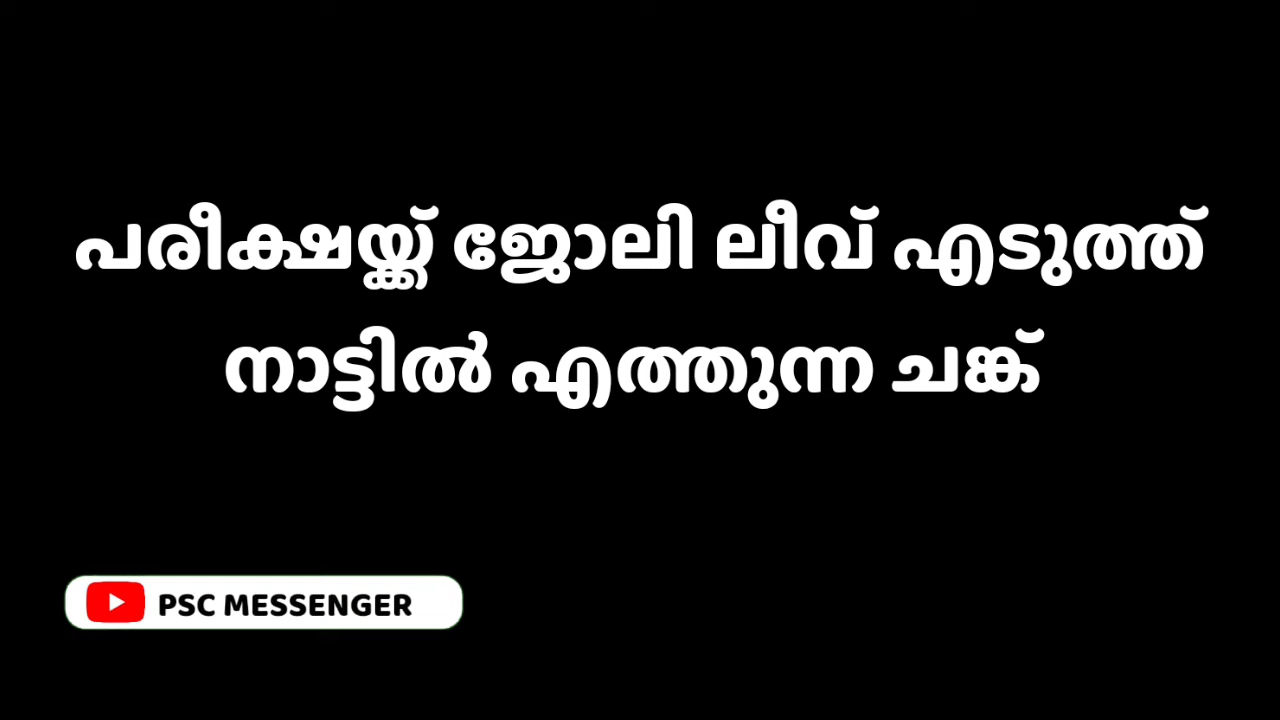 പരീക്ഷയ്ക്ക് ജോലി ലീവ് എടുത്ത്
നാട്ടിൽ എത്തുന്ന ചങ്ക്
PSC MESSENGER